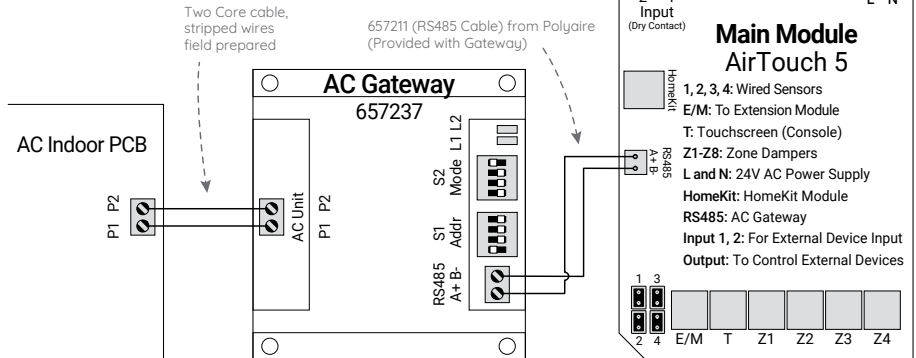 Two Core cable,
stripped wires
field prepared
657211 (RS485 Cable) from Polyaire
(Provided with Gateway)
AC Indoor PCB
P1 P2
AC Gateway
657237
AC Unit
P1 P2
L1 L2
S2
Mode
S1
Addr
RS485
A+ B-
Input
(Dry Contact)
L N
Main Module
AirTouch 5
HomeKit
RS485
A+ B-
1, 2, 3, 4: Wired Sensors
E/M: To Extension Module
T: Touchscreen (Console)
Z1-Z8: Zone Dampers
L and N: 24V AC Power Supply
HomeKit: HomeKit Module
RS485: AC Gateway
Input 1, 2: For External Device Input
Output: To Control External Devices
1 3
2 4
E/M T Z1 Z2 Z3 Z4